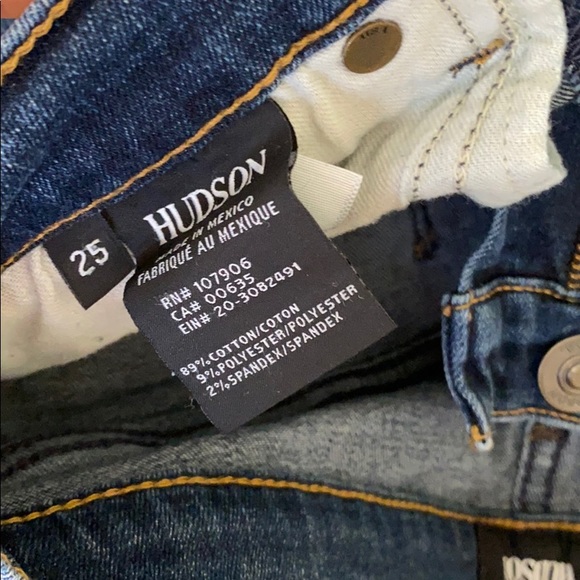 25
HUDSON
MADE IN MEXICO
FABRIQUÉ AU MEXIQUE
RN# 107906
CA# 00635
EIN# 20-3082491
89%COTTON/COTON
9%POLYESTER/POLYESTER
2%SPANDEX/SPANDEX